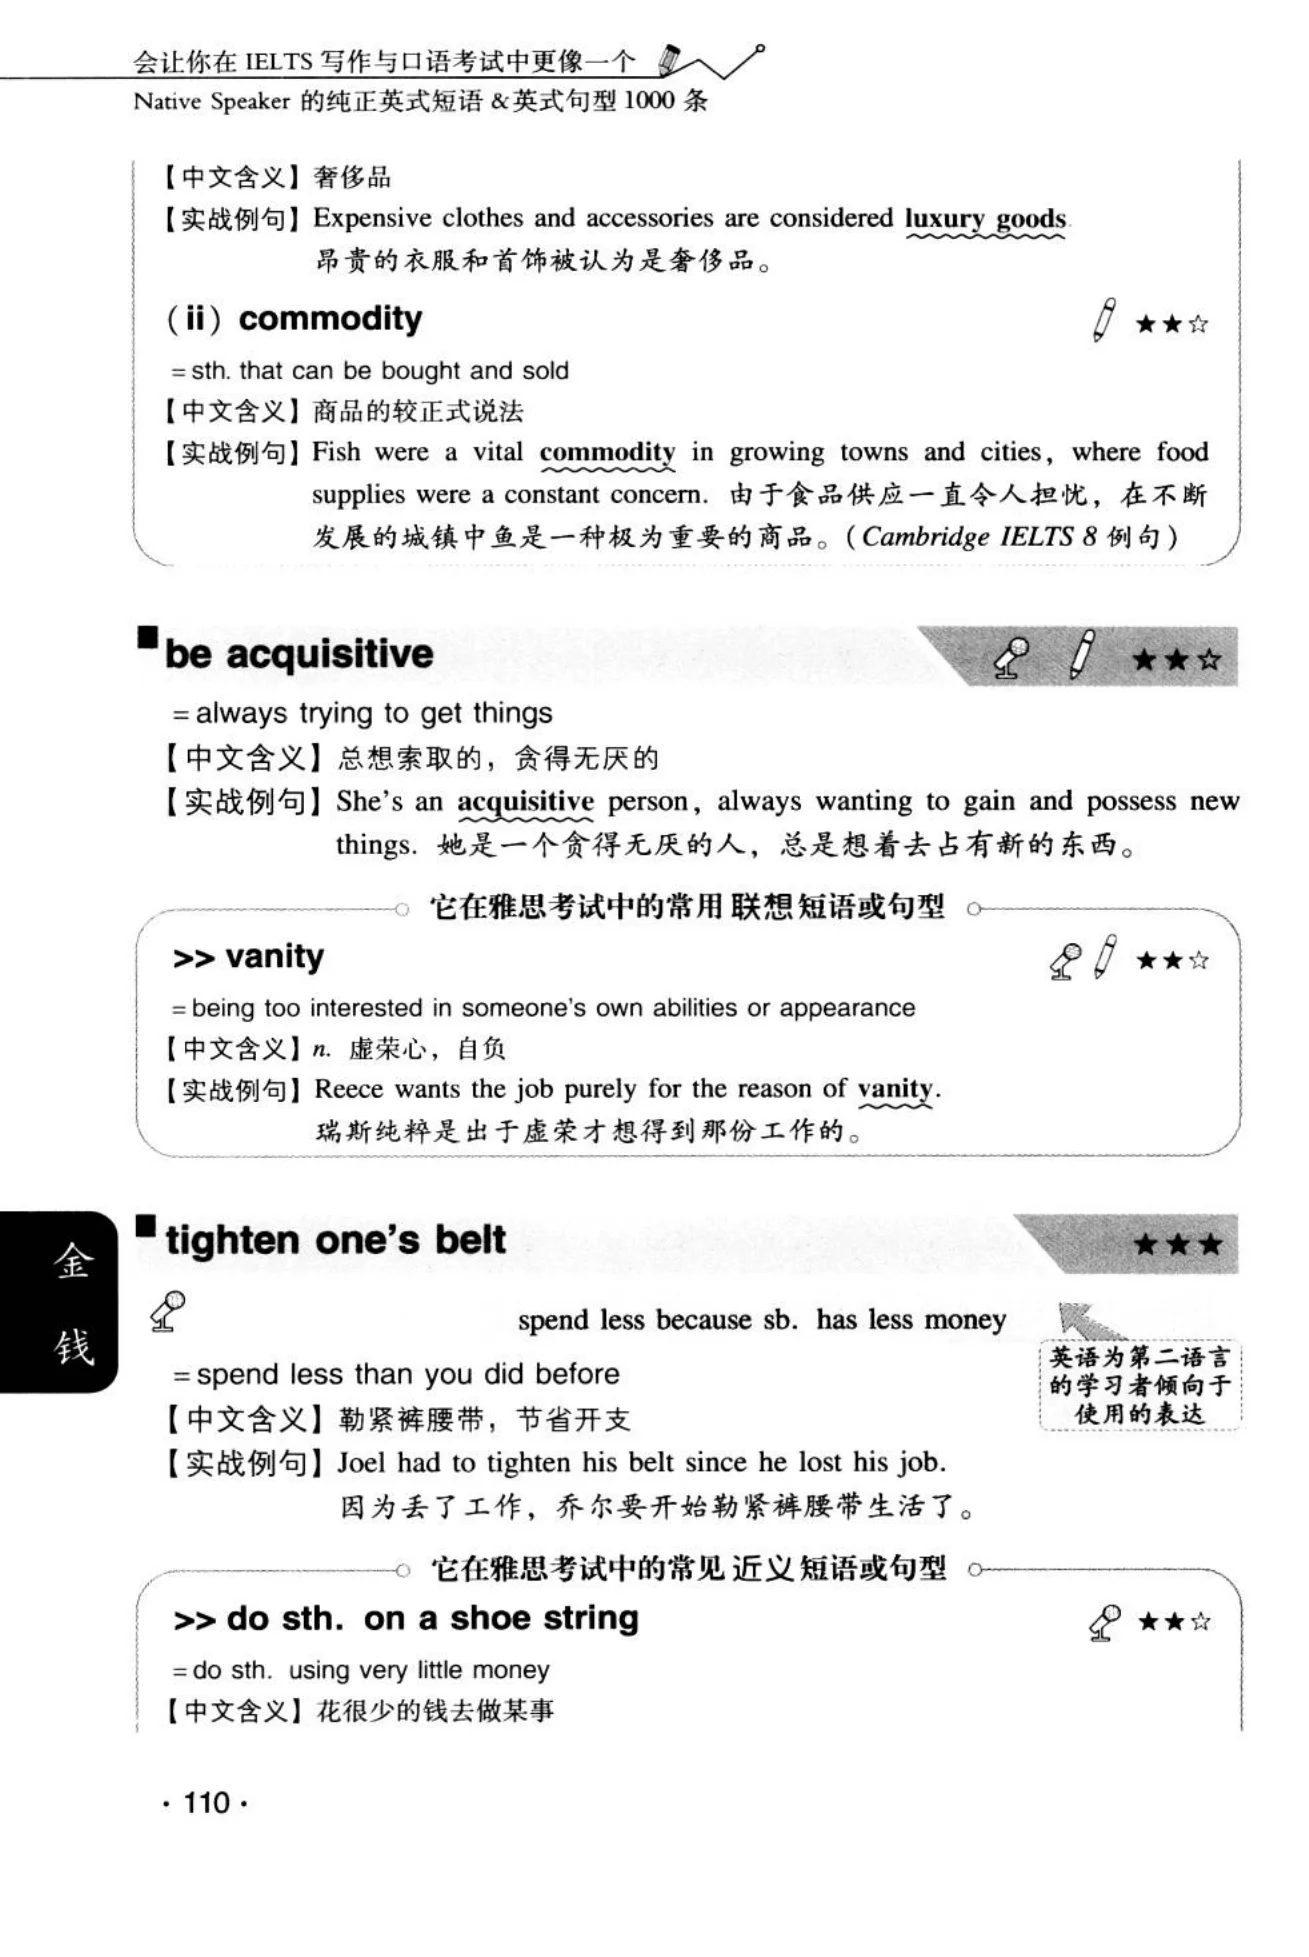 会让你在 IELTS 写作与口语考试中更像一个
Native Speaker 的纯正英式短语 & 英式句型 1000 条
【中文含义】奢侈品
【实战例句】Expensive clothes and accessories are considered luxury goods.
昂贵的衣服和首饰被认为是奢侈品。
(ii) commodity ★★☆
= sth. that can be bought and sold
【中文含义】商品的较正式说法
【实战例句】Fish were a vital commodity in growing towns and cities, where food
supplies were a constant concern. 由于食品供应一直令人担忧，在不断
发展的城镇中鱼是一种极为重要的商品。(Cambridge IELTS 8 例句)
■ be acquisitive ★★☆
= always trying to get things
【中文含义】总想索取的，贪得无厌的
【实战例句】She's an acquisitive person, always wanting to gain and possess new
things. 她是一个贪得无厌的人，总是想着去占有新的东西。
它在雅思考试中的常用联想短语或句型
>> vanity ★★☆
= being too interested in someone's own abilities or appearance
【中文含义】n. 虚荣心，自负
【实战例句】Reece wants the job purely for the reason of vanity.
瑞斯纯粹是出于虚荣才想得到那份工作的。
金钱
■ tighten one's belt ★★★
spend less because sb. has less money
英语为第二语言
的学习者倾向于
使用的表达
= spend less than you did before
【中文含义】勒紧裤腰带，节省开支
【实战例句】Joel had to tighten his belt since he lost his job.
因为丢了工作，乔尔要开始勒紧裤腰带生活了。
它在雅思考试中的常见近义短语或句型
>> do sth. on a shoe string ★★☆
= do sth. using very little money
【中文含义】花很少的钱去做某事
· 110 ·